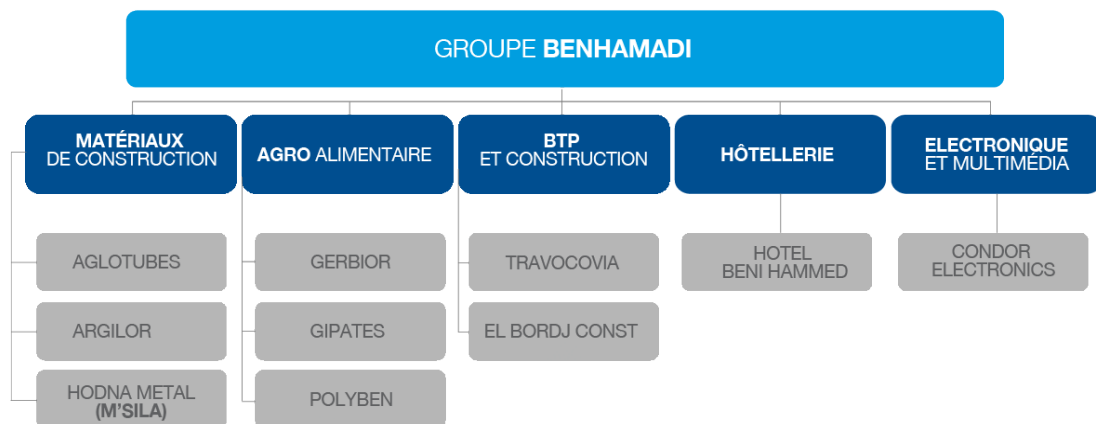 GROUPE BENHAMADI
MATÉRIAUX
DE CONSTRUCTION
AGRO ALIMENTAIRE
BTP
ET CONSTRUCTION
HÔTELLERIE
ELECTRONIQUE
ET MULTIMÉDIA
AGLOTUBES
GERBIOR
TRAVOCOVIA
HOTEL
BENI HAMMED
CONDOR
ELECTRONICS
ARGILOR
GIPATES
EL BORDJ CONST
HODNA METAL
(M'SILA)
POLYBEN